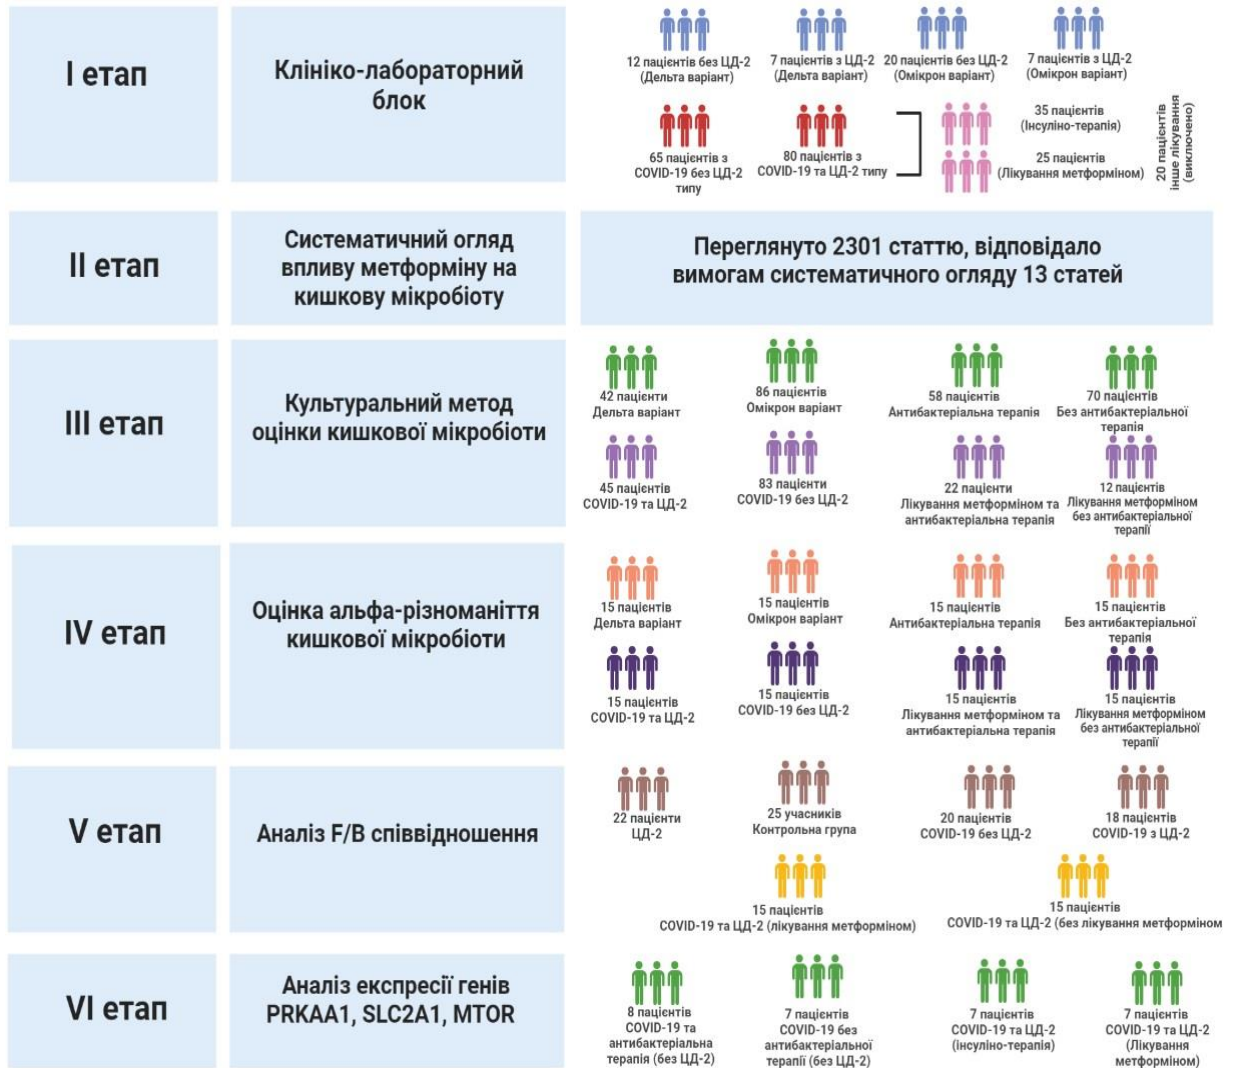 I етап
Клініко-лабораторний
блок
12 пацієнтів без ЦД-2
(Дельта варіант)
7 пацієнтів з ЦД-2
(Дельта варіант)
20 пацієнтів без ЦД-2
(Омікрон варіант)
7 пацієнтів з ЦД-2
(Омікрон варіант)
65 пацієнтів з
COVID-19 без ЦД-2
типу
80 пацієнтів з
COVID-19 та ЦД-2 типу
35 пацієнтів
(Інсуліно-терапія)
25 пацієнтів
(Лікування метформіном)
20 пацієнтів
інше лікування
(виключено)
II етап
Систематичний огляд
впливу метформіну на
кишкову мікробіоту
Переглянуто 2301 статтю, відповідало
вимогам систематичного огляду 13 статей
III етап
Культуральний метод
оцінки кишкової мікробіоти
42 пацієнти
Дельта варіант
86 пацієнтів
Омікрон варіант
58 пацієнтів
Антибактеріальна терапія
70 пацієнтів
Без антибактеріальної
терапія
45 пацієнтів
COVID-19 та ЦД-2
83 пацієнти
COVID-19 без ЦД-2
22 пацієнти
Лікування метформіном та
антибактеріальна терапія
12 пацієнтів
Лікування метформіном
без антибактеріальної
терапії
IV етап
Оцінка альфа-різноманіття
кишкової мікробіоти
15 пацієнтів
Дельта варіант
15 пацієнтів
Омікрон варіант
15 пацієнтів
Антибактеріальна терапія
15 пацієнтів
Без антибактеріальної
терапія
15 пацієнтів
COVID-19 та ЦД-2
15 пацієнтів
COVID-19 без ЦД-2
15 пацієнтів
Лікування метформіном та
антибактеріальна терапія
15 пацієнтів
Лікування метформіном
без антибактеріальної
терапії
V етап
Аналіз F/B співвідношення
22 пацієнти
ЦД-2
25 учасників
Контрольна група
20 пацієнтів
COVID-19 без ЦД-2
18 пацієнтів
COVID-19 з ЦД-2
15 пацієнтів
COVID-19 та ЦД-2 (лікування метформіном)
15 пацієнтів
COVID-19 та ЦД-2 (без лікування метформіном
VI етап
Аналіз експресії генів
PRKAA1, SLC2A1, MTOR
8 пацієнтів
COVID-19 та
антибактеріальна
терапія (без ЦД-2)
7 пацієнтів
COVID-19 без
антибактеріальної
терапії (без ЦД-2)
7 пацієнтів
COVID-19 та ЦД-2
(інсуліно-терапія)
7 пацієнтів
COVID-19 та ЦД-2
(Лікування
метформіном)